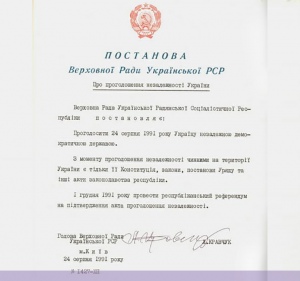 ПОСТАНОВА
Верховної Ради Української РСР
Про проголошення незалежності України
Верховна Рада Української Радянської Соціалістичної Рес-
публіки постановляє:
Проголосити 24 серпня 1991 року Україну незалежною демо-
кратичною державою.
З моменту проголошення незалежності чинними на території
України є тільки її Конституція, закони, постанови Уряду та
інші акти законодавства республіки.
1 грудня 1991 року провести республіканський референдум
на підтвердження акта проголошення незалежності.
Голова Верховної Ради
Української РСР Л.КРАВЧУК
м.Київ
24 серпня 1991 року
№ 1427-XII